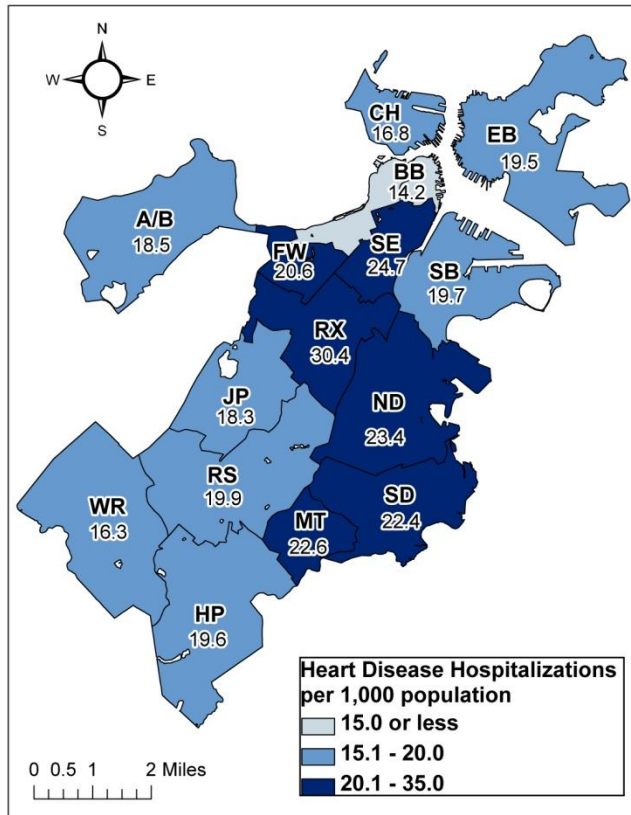 N
W E
S
CH
16.8
EB
19.5
BB
14.2
A/B
18.5
FW
20.6
SE
24.7
SB
19.7
RX
30.4
JP
18.3
ND
23.4
RS
19.9
WR
16.3
SD
22.4
MT
22.6
HP
19.6
Heart Disease Hospitalizations
per 1,000 population
15.0 or less
15.1 - 20.0
20.1 - 35.0
0 0.5 1 2 Miles